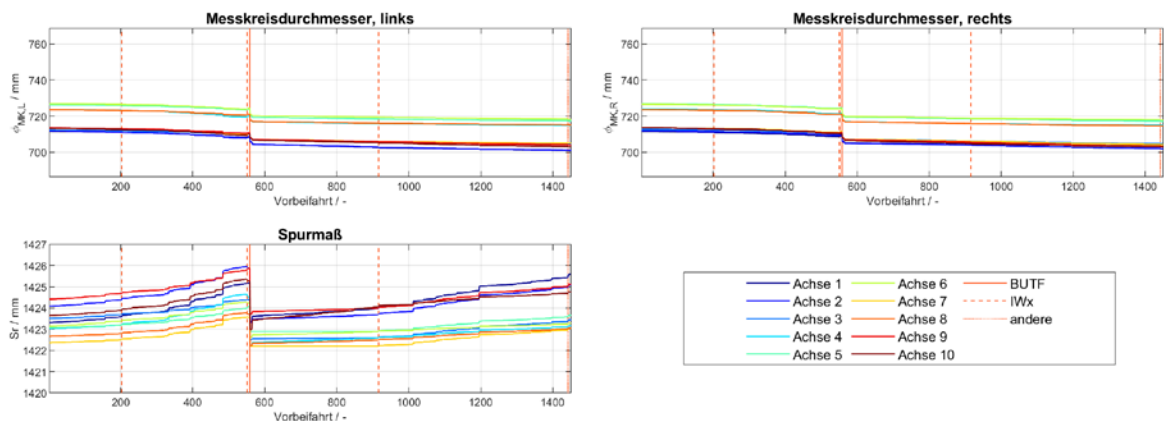 Messkreisdurchmesser, links
760
740
720
700
ϕMK,L / mm
200 400 600 800 1000 1200 1400
Vorbeifahrt / -
Messkreisdurchmesser, rechts
760
740
720
700
ϕMK,R / mm
200 400 600 800 1000 1200 1400
Vorbeifahrt / -
Spurmaß
1427
1426
1425
1424
1423
1422
1421
1420
Sr / mm
200 400 600 800 1000 1200 1400
Vorbeifahrt / -
Achse 1 Achse 6 BUTF
Achse 2 Achse 7 IWx
Achse 3 Achse 8 andere
Achse 4 Achse 9
Achse 5 Achse 10